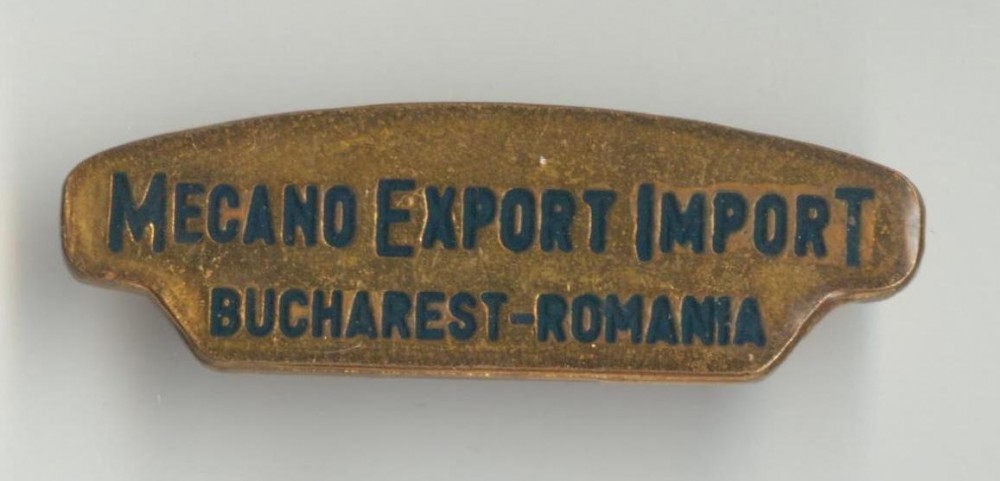 MECANO EXPORT IMPORT
BUCHAREST-ROMANIA